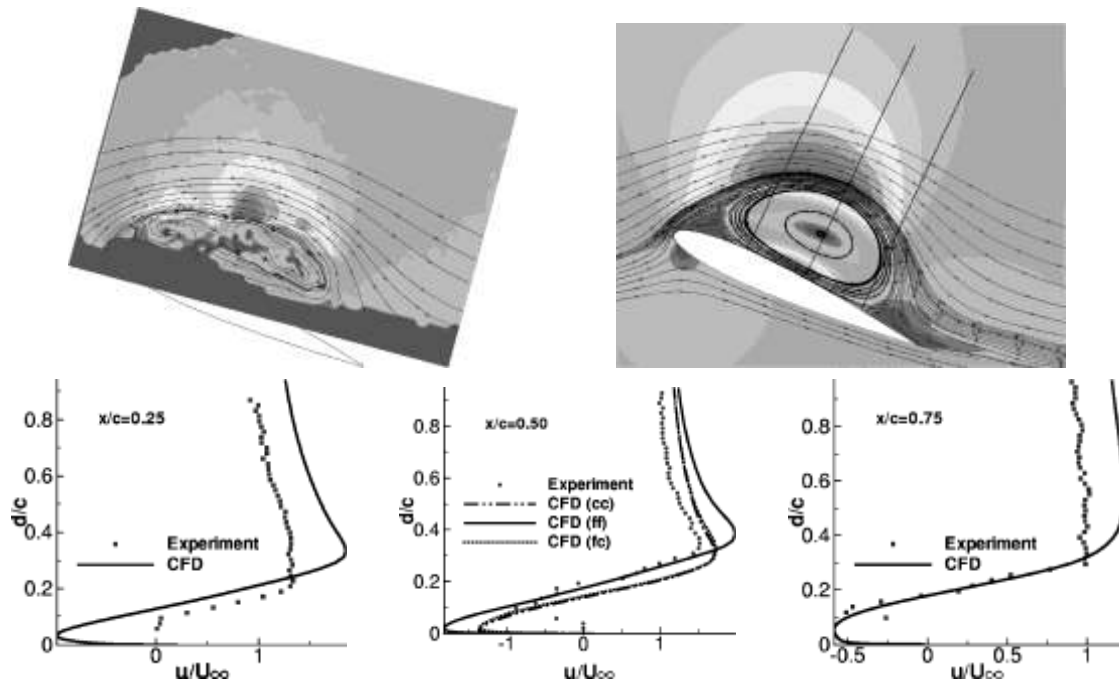 x/c=0.25
0.8
0.6
d/c
0.4
Experiment
CFD
0.2
0
0
1
u/U∞
x/c=0.50
0.8
0.6
d/c
Experiment
CFD (cc)
CFD (ff)
CFD (fc)
0.4
0.2
0
-1
0
1
u/U∞
x/c=0.75
0.8
0.6
d/c
0.4
Experiment
CFD
0.2
0
-0.5
0
0.5
1
u/U∞